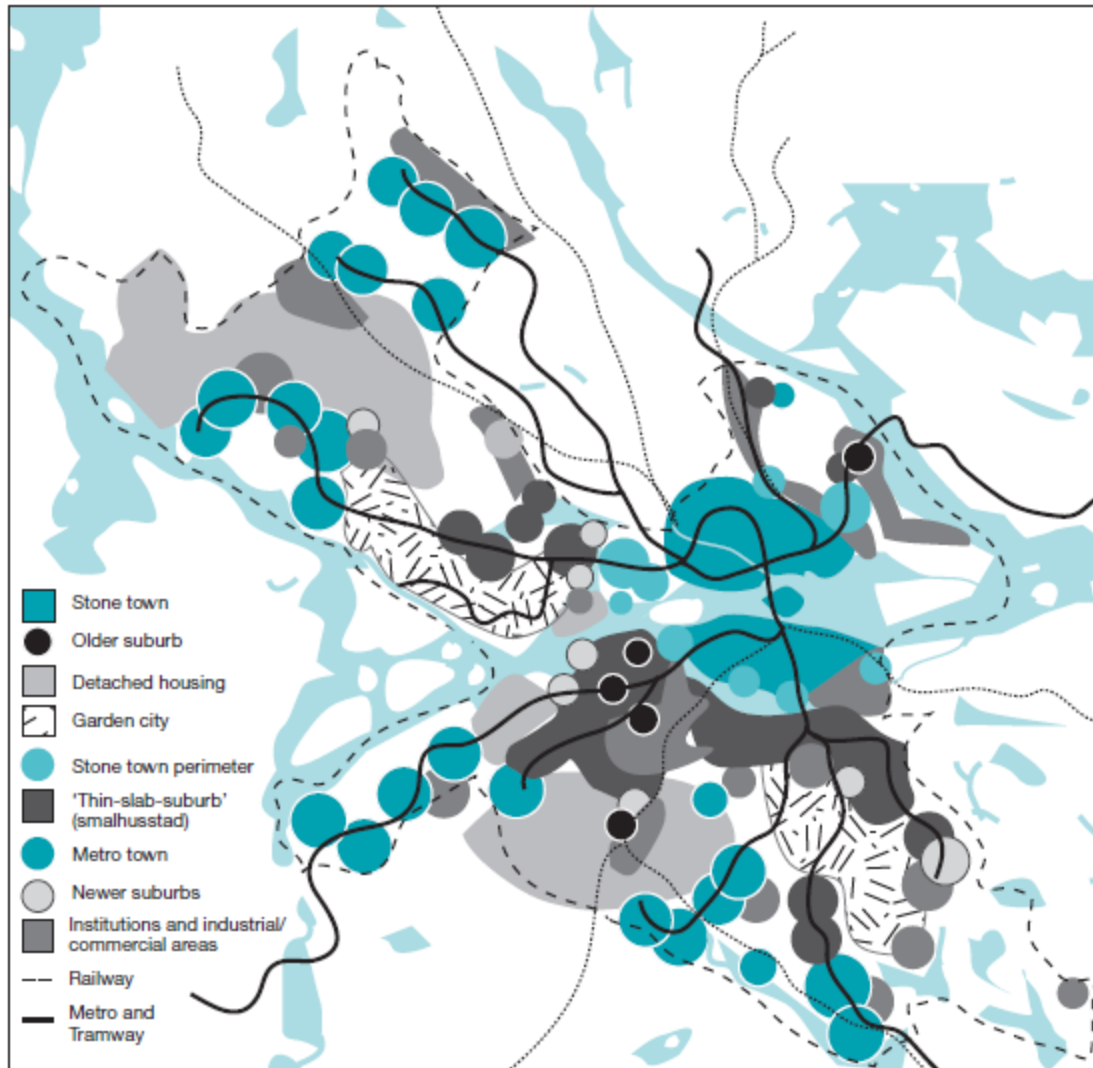 Stone town
Older suburb
Detached housing
Garden city
Stone town perimeter
'Thin-slab-suburb'
(smalhusstad)
Metro town
Newer suburbs
Institutions and industrial/
commercial areas
Railway
Metro and
Tramway